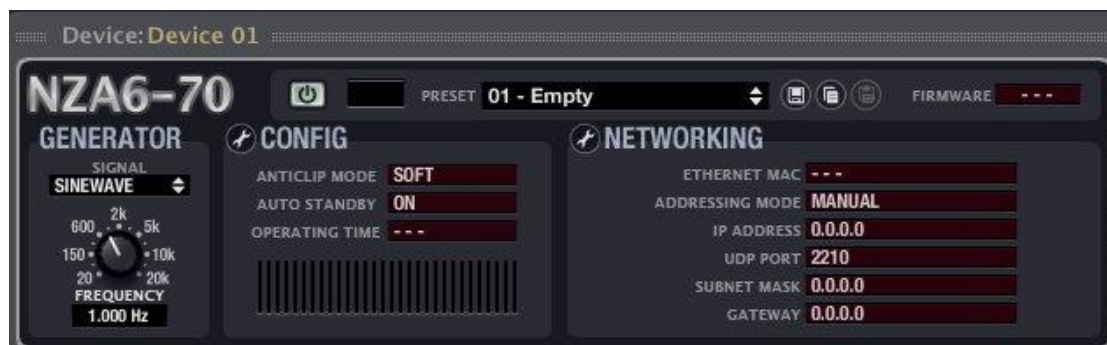 Device: Device 01
NZA6-70
PRESET 01 - Empty
FIRMWARE ---
GENERATOR
SIGNAL
SINEWAVE
2k
600 5k
150 10k
20 20k
FREQUENCY
1.000 Hz
CONFIG
ANTICLIP MODE SOFT
AUTO STANDBY ON
OPERATING TIME ---
NETWORKING
ETHERNET MAC ---
ADDRESSING MODE MANUAL
IP ADDRESS 0.0.0.0
UDP PORT 2210
SUBNET MASK 0.0.0.0
GATEWAY 0.0.0.0